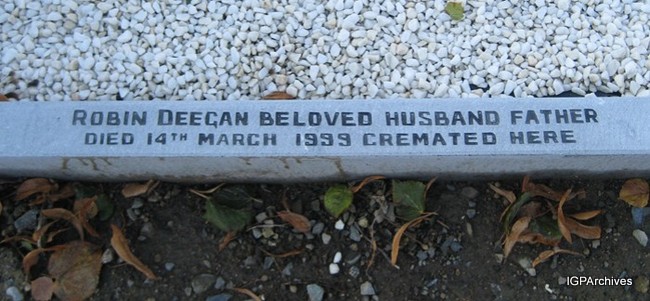 ROBIN DEEGAN BELOVED HUSBAND FATHER
DIED 14TH MARCH 1999 CREMATED HERE
IGPArchives